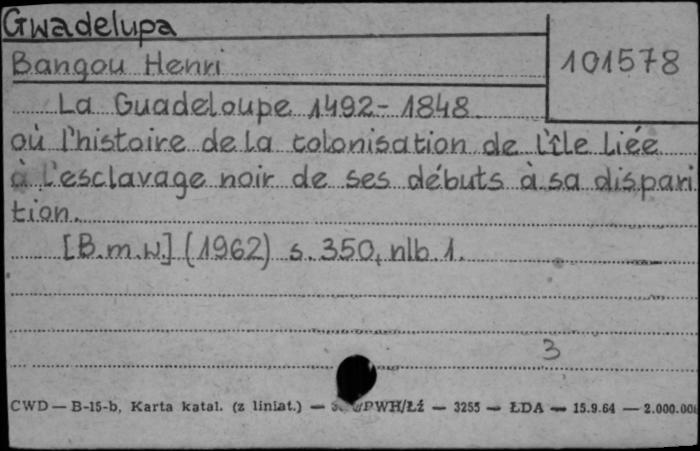 Gwadelupa
101578
Bangou Henri
La Guadeloupe 1492-1848
où l'histoire de la colonisation de l'île liée
à l'esclavage noir de ses débuts à sa dispari
tion.
[B.m.w.] (1962) s. 350, nlb. 1.
3
CWD — B-15-b, Karta katal. (z liniat.) — PWH/Łź — 3255 — ŁDA — 15.9.64 — 2.000.00